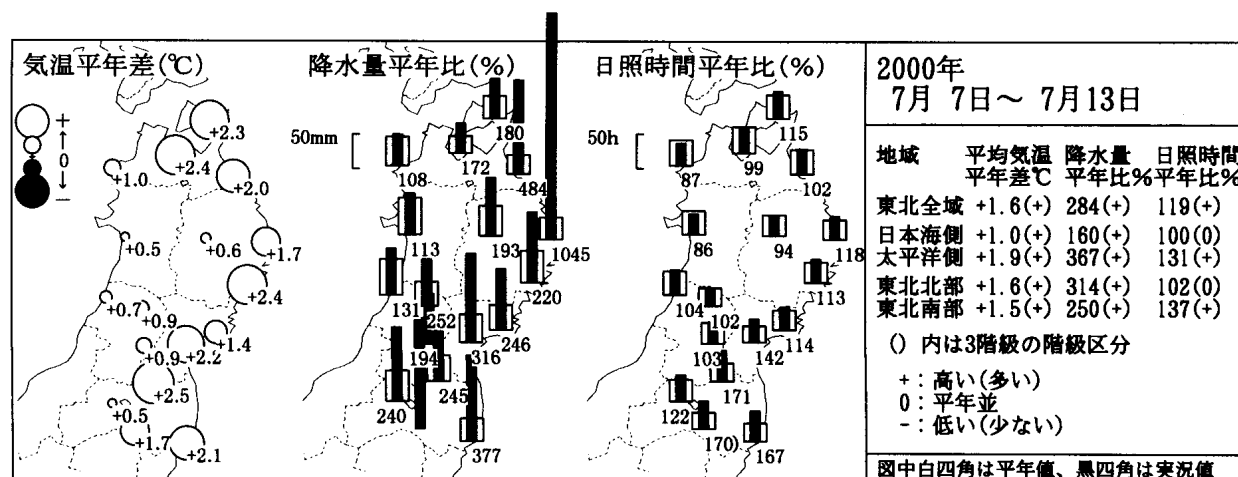 気温平年差(℃)
+
↑
0
↓
−
+2.3
+2.4
+1.0
+2.0
+0.5
+0.6
+1.7
+2.4
+0.7
+0.9
+1.4
+2.2
+0.9
+2.5
+0.5
+1.7
+2.1
降水量平年比(%)
50mm
180
172
108
484
113
193
1045
220
131
252
246
194
316
245
240
377
日照時間平年比(%)
50h
115
99
87
102
86
94
118
113
104
102
114
103
142
171
122
170
167
2000年
7月 7日～ 7月13日
地域 平均気温 降水量 日照時間
平年差℃ 平年比% 平年比%
東北全域 +1.6(+) 284(+) 119(+)
日本海側 +1.0(+) 160(+) 100(0)
太平洋側 +1.9(+) 367(+) 131(+)
東北北部 +1.6(+) 314(+) 102(0)
東北南部 +1.5(+) 250(+) 137(+)
() 内は3階級の階級区分
+：高い(多い)
0：平年並
-：低い(少ない)
図中白四角は平年値、黒四角は実況値